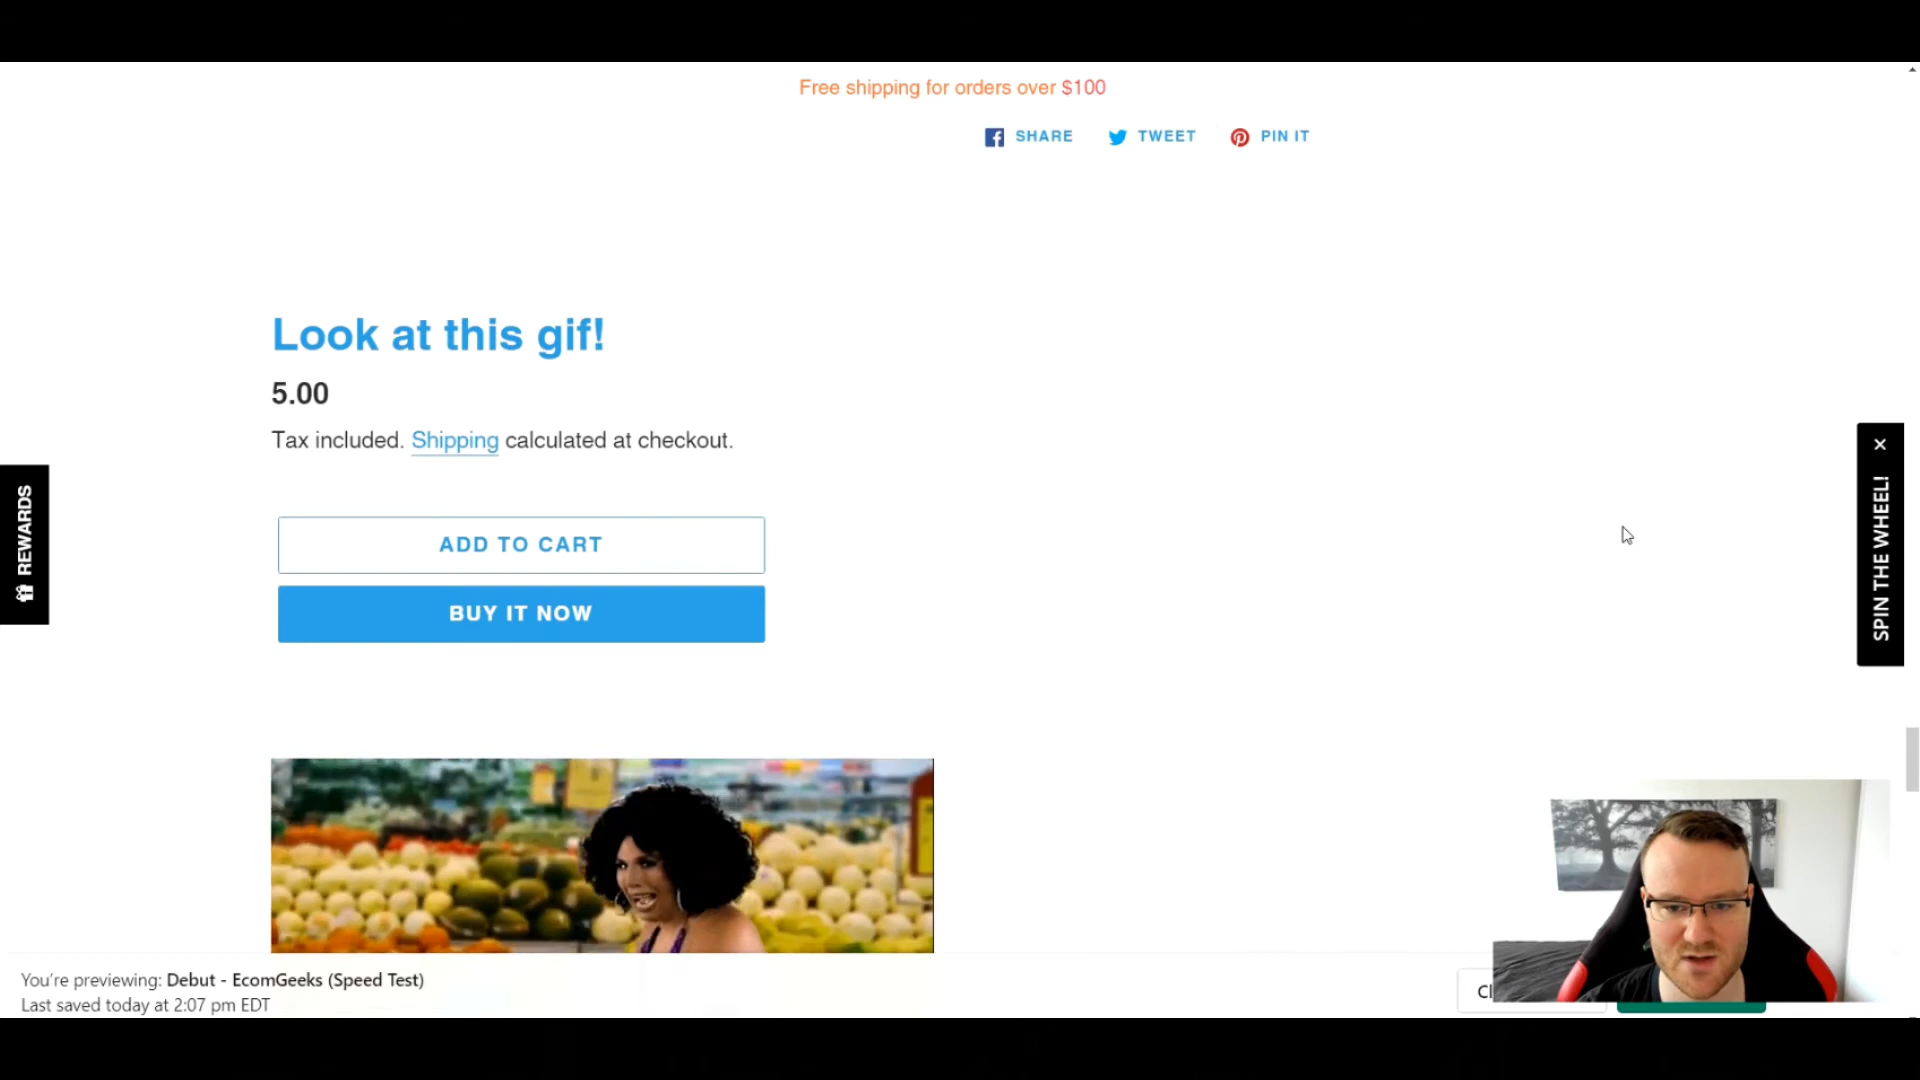 Free shipping for orders over $100
SHARE TWEET PIN IT
Look at this gif!
5.00
Tax included. Shipping calculated at checkout.
ADD TO CART
BUY IT NOW
REWARDS
×
SPIN THE WHEEL!
You're previewing: Debut - EcomGeeks (Speed Test)
Last saved today at 2:07 pm EDT